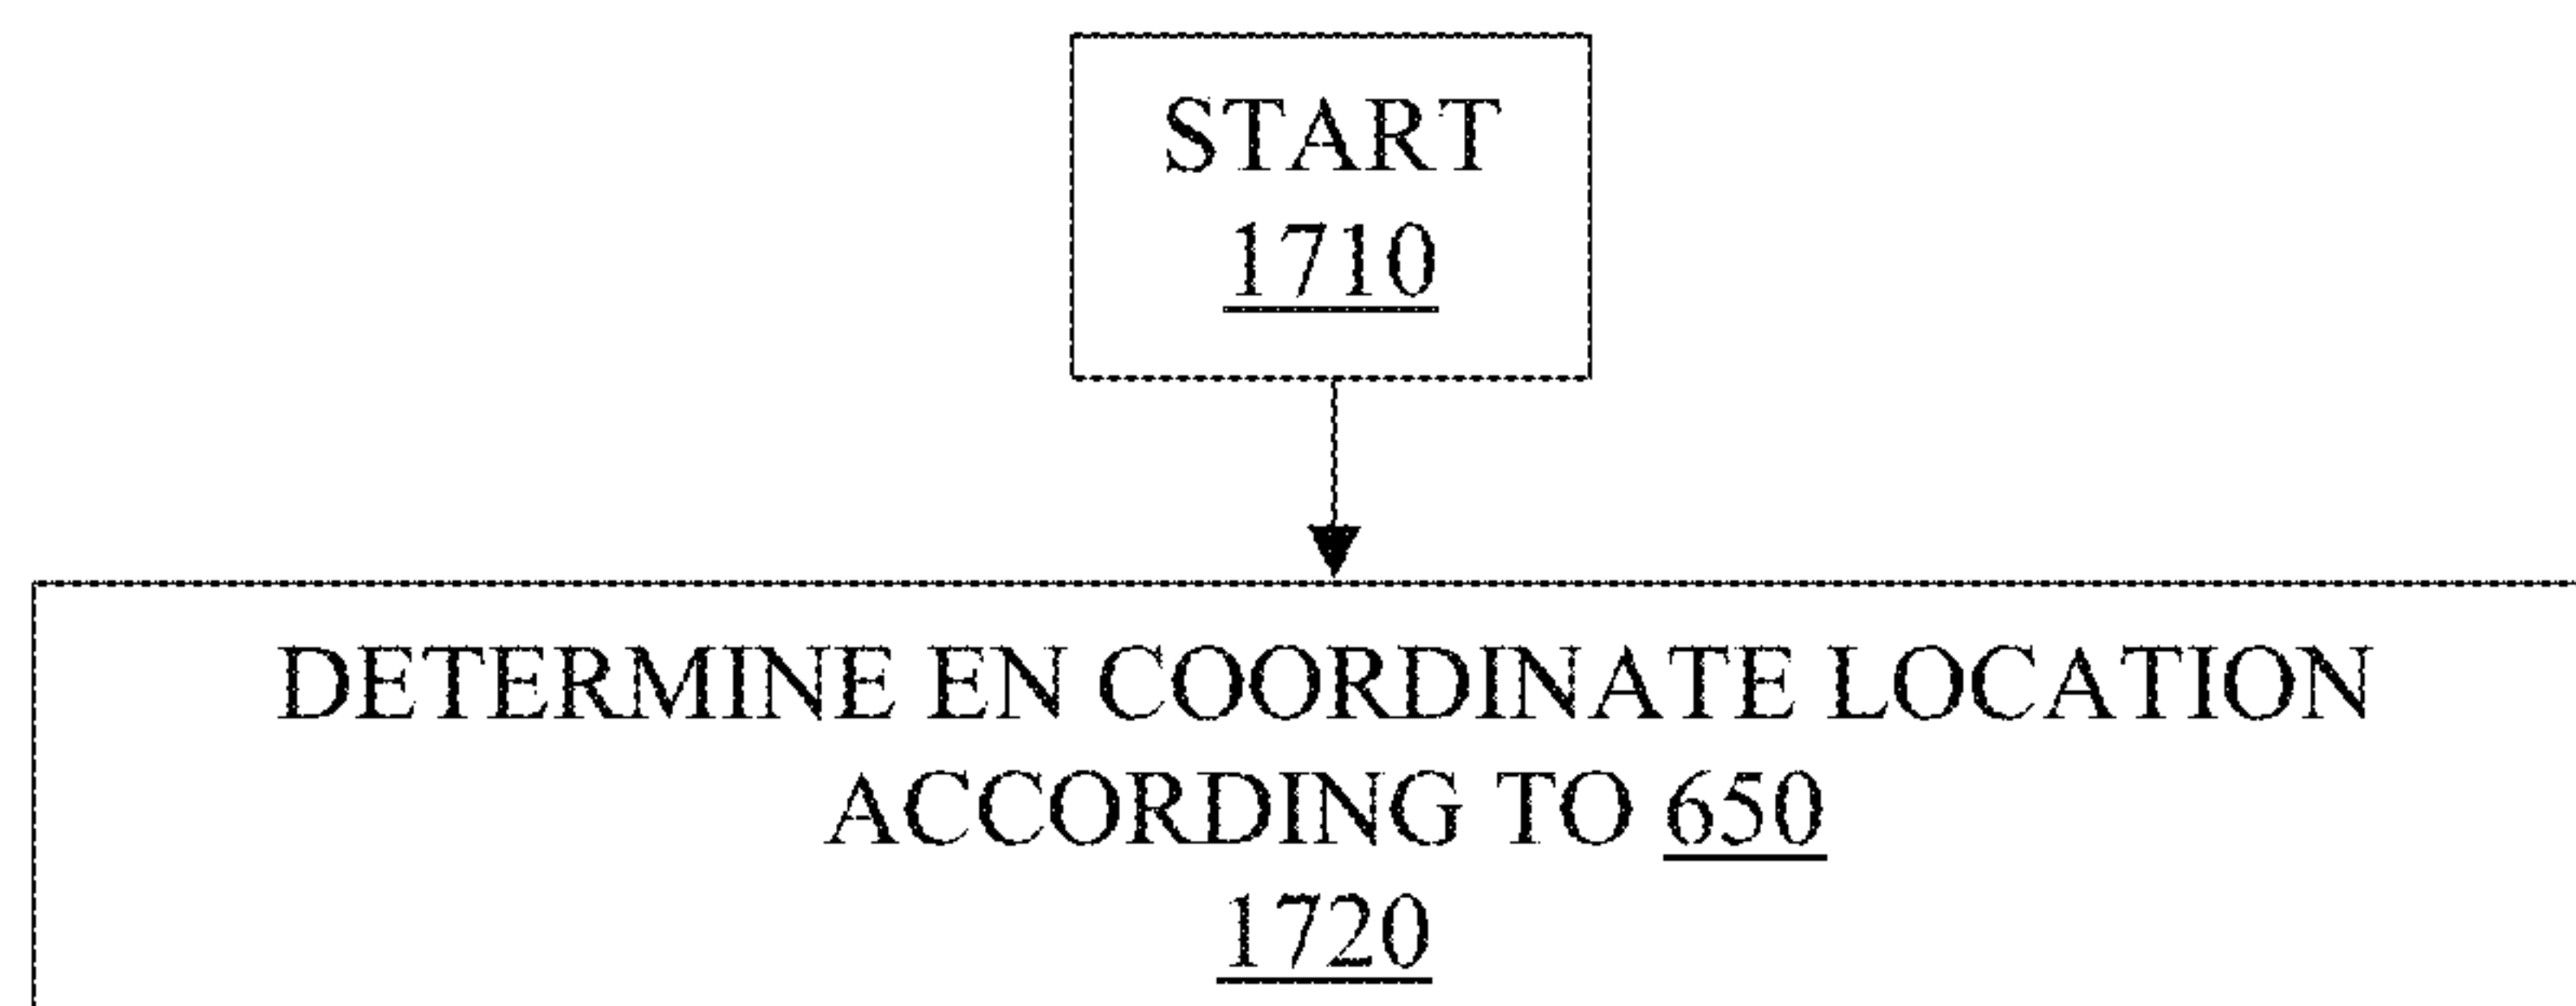 START
1710
DETERMINE EN COORDINATE LOCATION
ACCORDING TO 650
1720